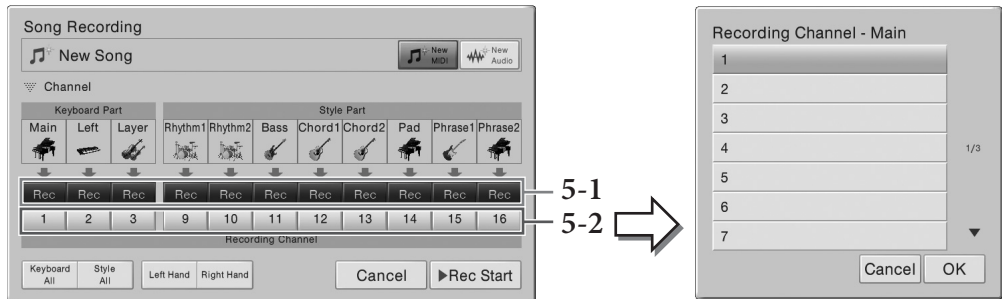 Song Recording
New Song
New MIDI
New Audio
Channel
Keyboard Part
Style Part
Main Left Layer Rhythm1 Rhythm2 Bass Chord1 Chord2 Pad Phrase1 Phrase2
Rec Rec Rec Rec Rec Rec Rec Rec Rec Rec Rec
5-1
1 2 3 9 10 11 12 13 14 15 16
5-2
Recording Channel
Keyboard All
Style All
Left Hand
Right Hand
Cancel
Rec Start
Recording Channel - Main
1
2
3
4
1/3
5
6
7
Cancel OK